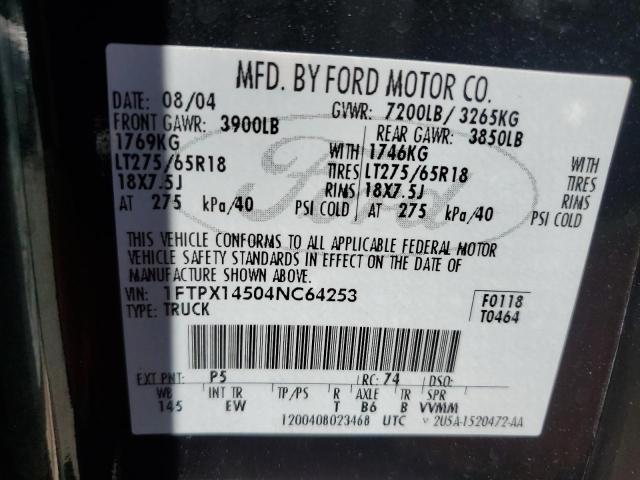 MFD. BY FORD MOTOR CO.
DATE: 08/04 GVWR: 7200LB / 3265KG
FRONT GAWR: 3900LB REAR GAWR: 3850LB
1769KG WITH 1746KG WITH
LT275/65R18 TIRES LT275/65R18 TIRES
18X7.5J RIMS 18X7.5J RIMS
AT 275 kPa/40 PSI COLD AT 275 kPa/40 PSI COLD
Ford
THIS VEHICLE CONFORMS TO ALL APPLICABLE FEDERAL MOTOR
VEHICLE SAFETY STANDARDS IN EFFECT ON THE DATE OF
MANUFACTURE SHOWN ABOVE.
VIN: 1FTPX14504NC64253 F0118
TYPE: TRUCK T0464
EXT PNT: P5 RC: 74 DSO:
WB INT TR TP/PS R AXLE TR SPR
145 EW T B6 B VVMM
1200408023468 UTC 2U5A-1520472-AA